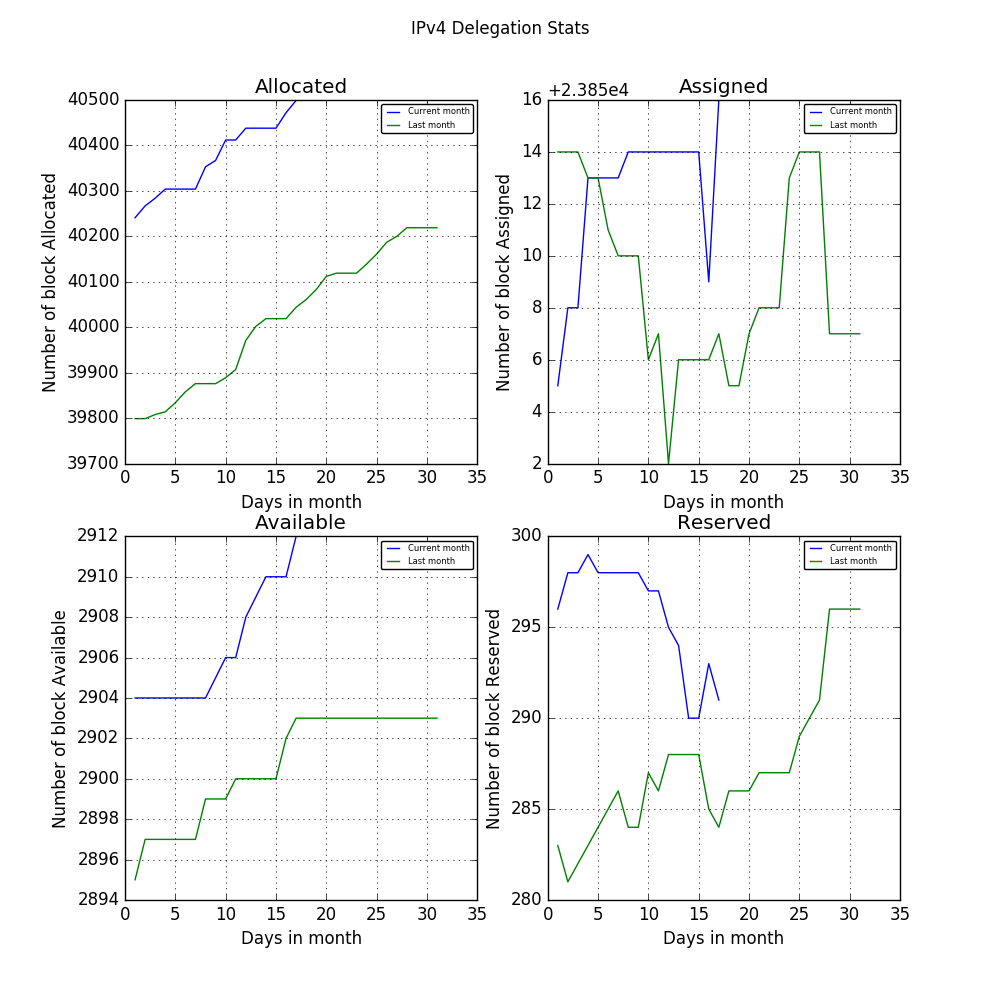 IPv4 Delegation Stats
Allocated
Number of block Allocated
40500
40400
40300
40200
40100
40000
39900
39800
39700
0 5 10 15 20 25 30 35
Days in month
Current month
Last month
Assigned
+2.385e4
Number of block Assigned
16
14
12
10
8
6
4
2
0 5 10 15 20 25 30 35
Days in month
Current month
Last month
Available
Number of block Available
2912
2910
2908
2906
2904
2902
2900
2898
2896
2894
0 5 10 15 20 25 30 35
Days in month
Current month
Last month
Reserved
Number of block Reserved
300
295
290
285
280
0 5 10 15 20 25 30 35
Days in month
Current month
Last month